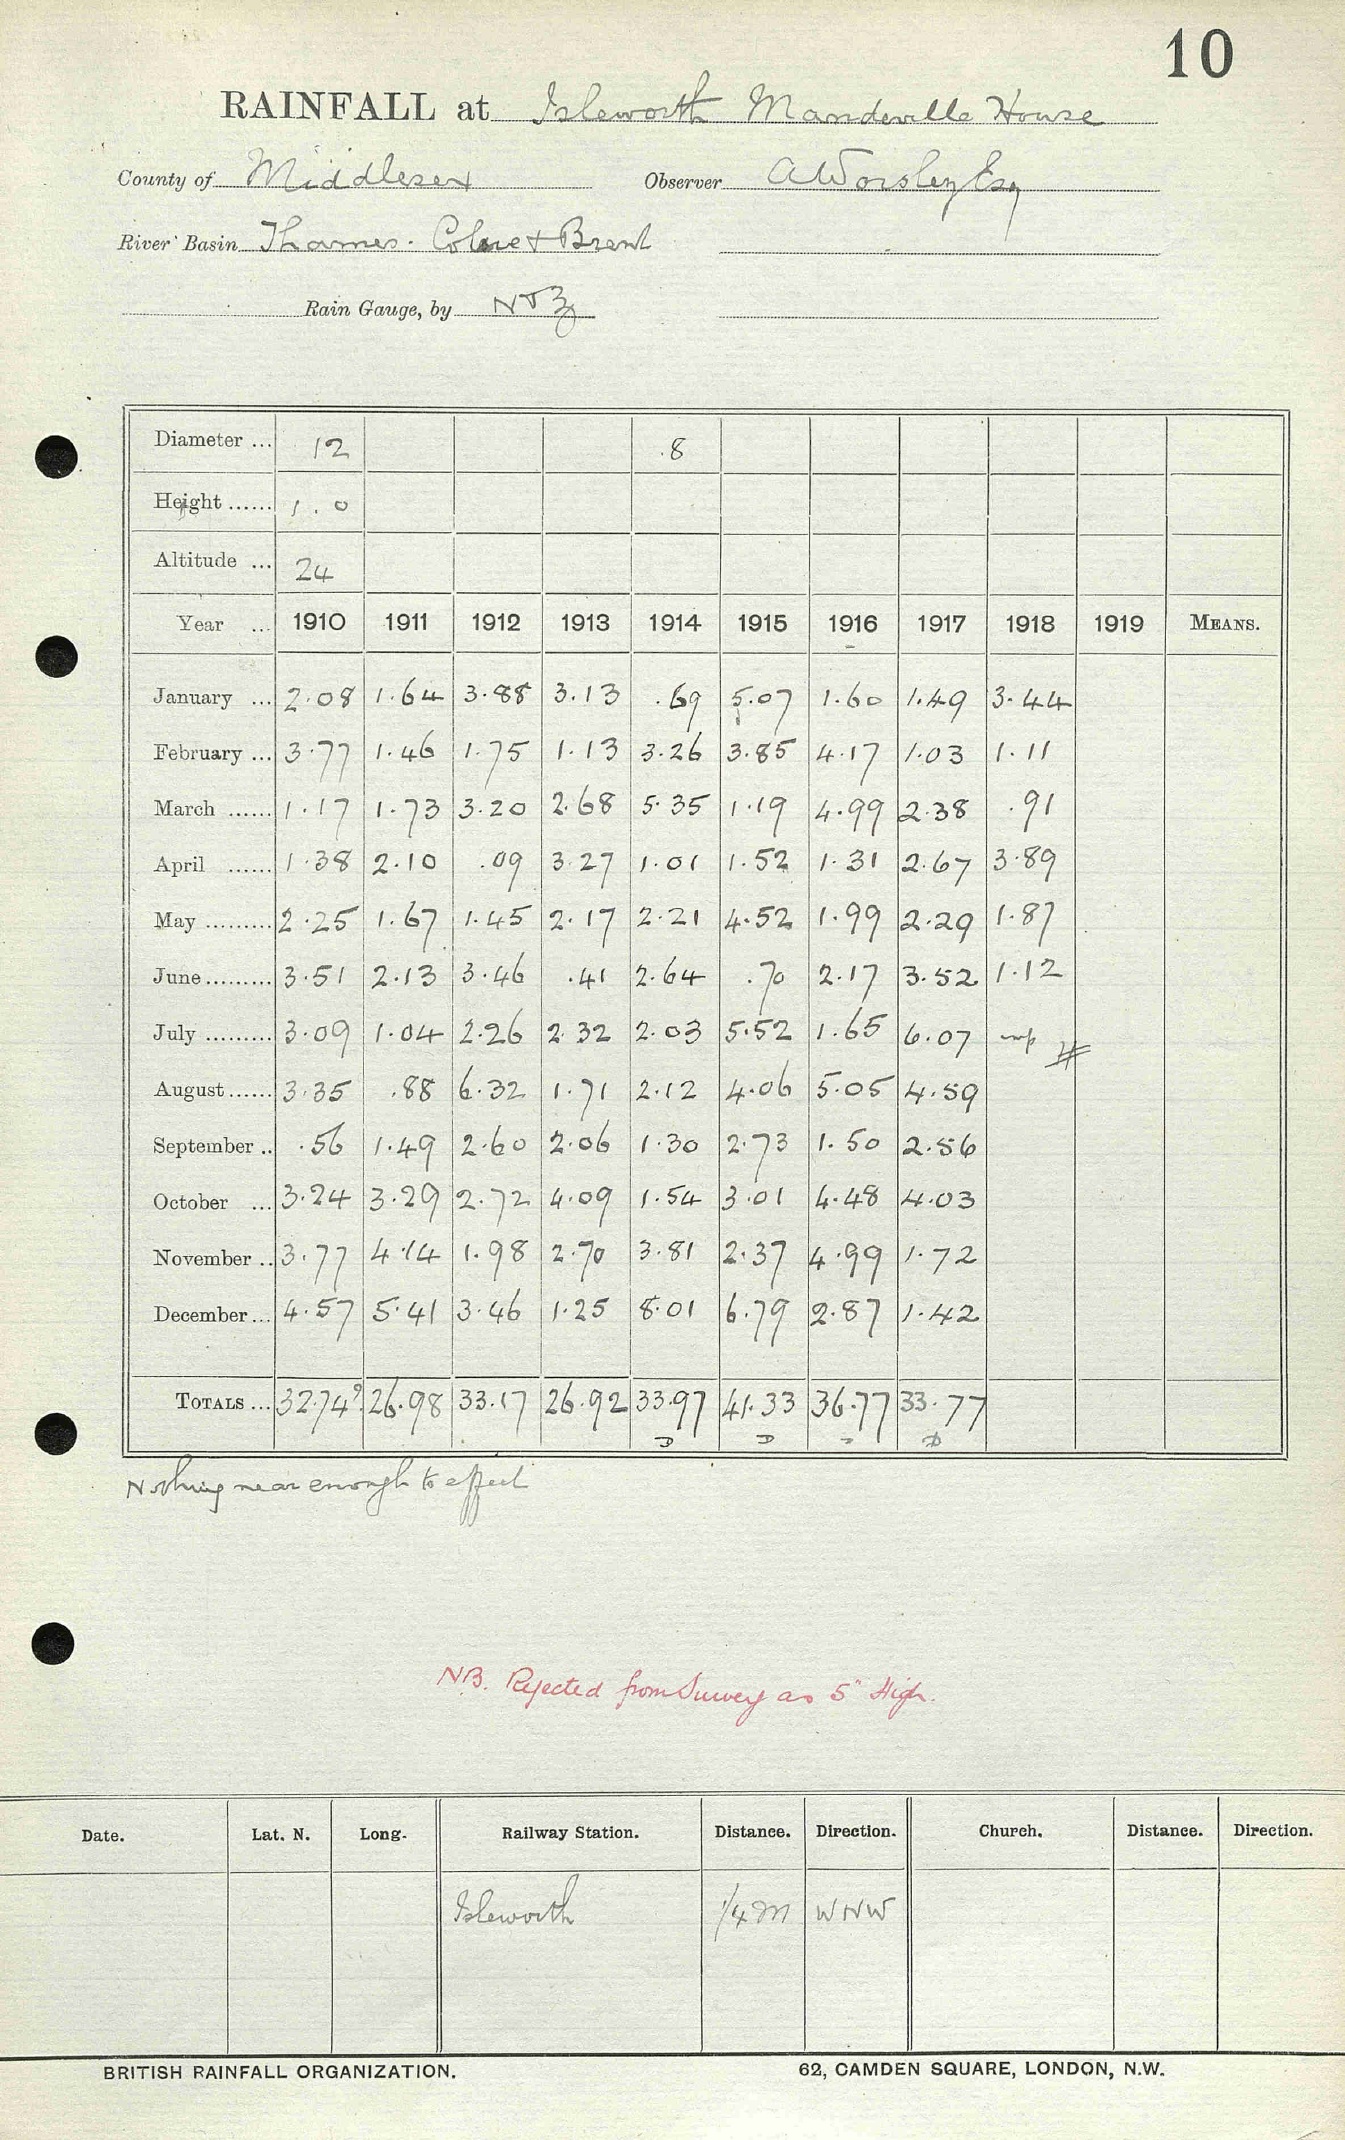 10
RAINFALL at Isleworth Mandeville House
County of Middlesex Observer A Worsley Esq
River Basin Thames. Colne & Brent
Rain Gauge, by N & Z
Diameter ... 12 8
Height ...... 1.0
Altitude ... 24
Year ... 1910 1911 1912 1913 1914 1915 1916 1917 1918 1919 MEANS.
January ... 2.08 1.64 3.88 3.13 .69 5.07 1.60 1.49 3.44
February ... 3.77 1.46 1.75 1.13 3.26 3.85 4.17 1.03 1.11
March ...... 1.17 1.73 3.20 2.68 5.35 1.19 4.99 2.38 .91
April ...... 1.38 2.10 .09 3.27 1.01 1.52 1.31 2.67 3.89
May ......... 2.25 1.67 1.45 2.17 2.21 4.52 1.99 2.29 1.87
June ......... 3.51 2.13 3.46 .41 2.64 .70 2.17 3.52 1.12
July ......... 3.09 1.04 2.26 2.32 2.03 5.52 1.65 6.07
August ...... 3.35 .88 6.32 1.71 2.12 4.06 5.05 4.59
September .. .56 1.49 2.60 2.06 1.30 2.73 1.50 2.56
October ... 3.24 3.29 2.72 4.09 1.54 3.01 4.48 4.03
November .. 3.77 4.14 1.98 2.70 3.81 2.37 4.99 1.72
December ... 4.57 5.41 3.46 1.25 8.01 6.79 2.87 1.42
TOTALS ... 32.74? 26.98 33.17 26.92 33.97 41.33 36.77 33.77
Nothing near enough to effect
NB. Rejected from Survey as 5" High.
Date. Lat. N. Long. Railway Station. Distance. Direction. Church. Distance. Direction.
Isleworth 1/4 m WNW
BRITISH RAINFALL ORGANIZATION. 62, CAMDEN SQUARE, LONDON, N.W.